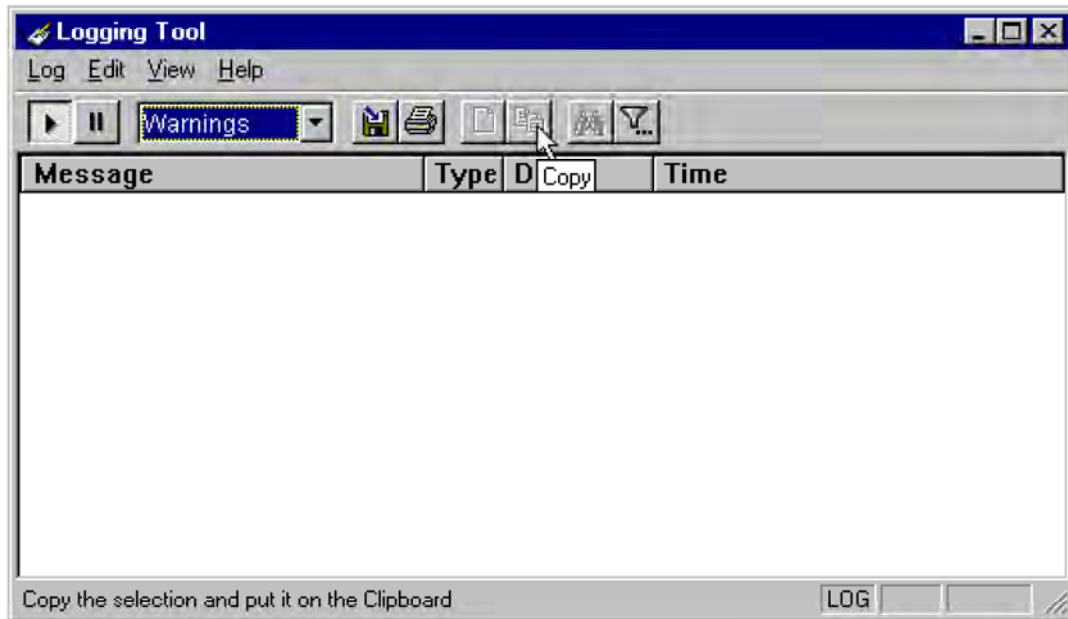 Logging Tool
Log Edit View Help
Warnings
Message Type D Time
Copy
Copy the selection and put it on the Clipboard LOG